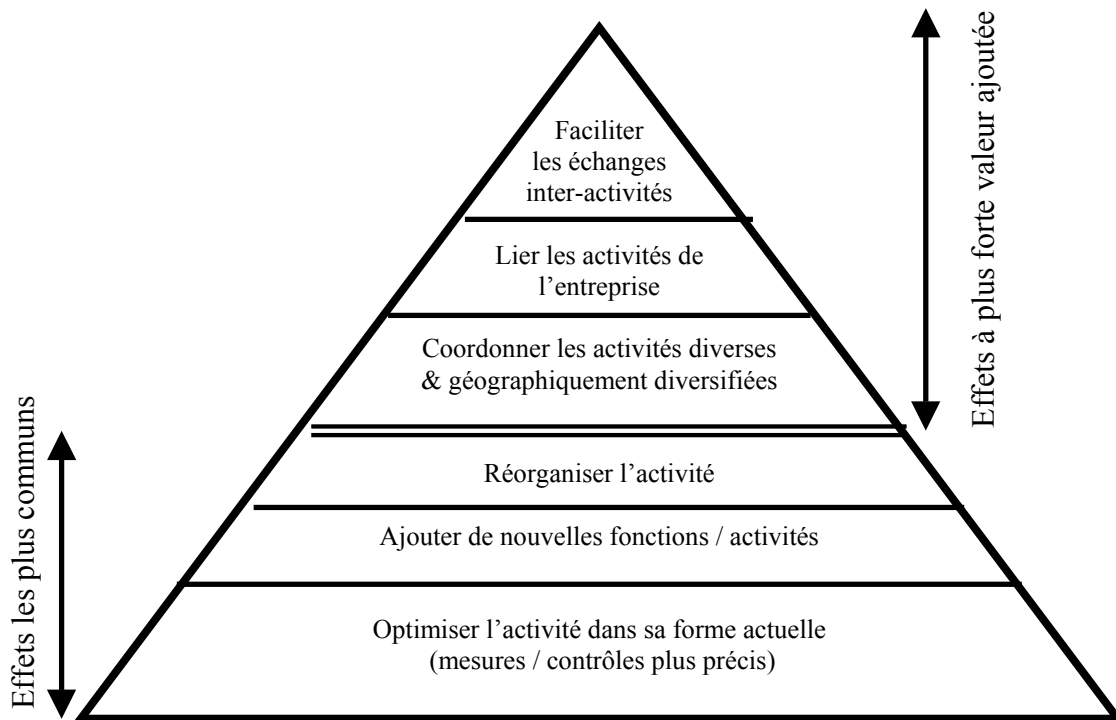 Faciliter
les échanges
inter-activités
Lier les activités de
l’entreprise
Coordonner les activités diverses
& géographiquement diversifiées
Réorganiser l’activité
Ajouter de nouvelles fonctions / activités
Optimiser l’activité dans sa forme actuelle
(mesures / contrôles plus précis)
Effets les plus communs
Effets à plus forte valeur ajoutée